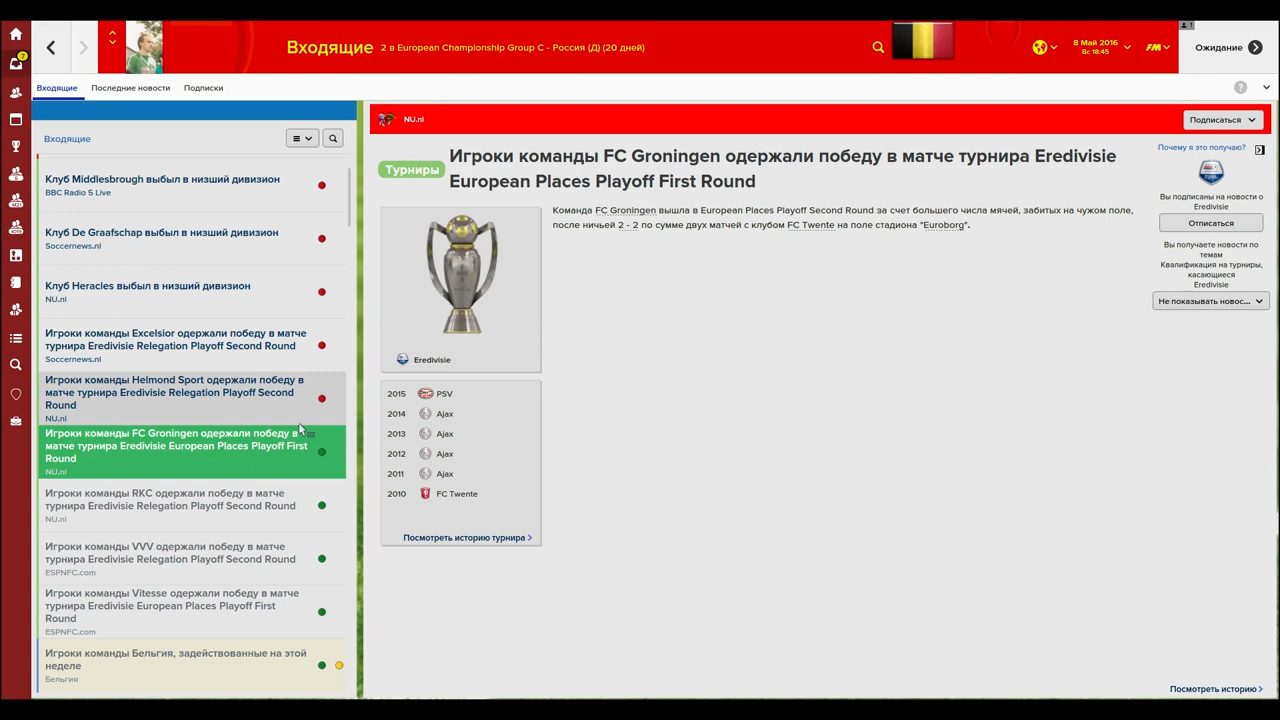 1
Входящие
2 в European Championship Group C - Россия (Д) (20 дней)
8 Май 2016
Вс 18:45
FM
Ожидание
7
Входящие
Последние новости
Подписки
?
Входящие
Клуб Middlesbrough выбыл в низший дивизион
BBC Radio 5 Live
Клуб De Graafschap выбыл в низший дивизион
Soccernews.nl
Клуб Heracles выбыл в низший дивизион
NU.nl
Игроки команды Excelsior одержали победу в матче
турнира Eredivisie Relegation Playoff Second Round
Soccernews.nl
Игроки команды Helmond Sport одержали победу в
матче турнира Eredivisie Relegation Playoff Second
Round
NU.nl
Игроки команды FC Groningen одержали победу в
матче турнира Eredivisie European Places Playoff First
Round
NU.nl
Игроки команды RKC одержали победу в матче
турнира Eredivisie Relegation Playoff Second Round
NU.nl
Игроки команды VVV одержали победу в матче
турнира Eredivisie Relegation Playoff Second Round
ESPNFC.com
Игроки команды Vitesse одержали победу в матче
турнира Eredivisie European Places Playoff First
Round
ESPNFC.com
Игроки команды Бельгия, задействованные на этой
неделе
Бельгия
NU.nl
Подписаться
Турниры
Игроки команды FC Groningen одержали победу в матче турнира Eredivisie
European Places Playoff First Round
Команда FC Groningen вышла в European Places Playoff Second Round за счет большего числа мячей, забитых на чужом поле,
после ничьей 2 - 2 по сумме двух матчей с клубом FC Twente на поле стадиона "Euroborg".
Eredivisie
2015 PSV
2014 Ajax
2013 Ajax
2012 Ajax
2011 Ajax
2010 FC Twente
Посмотреть историю турнира
Почему я это получаю?
Вы подписаны на новости о
Eredivisie
Отписаться
Вы получаете новости по
темам
Квалификация на турниры,
касающиеся
Eredivisie
Не показывать новос...
Посмотреть историю